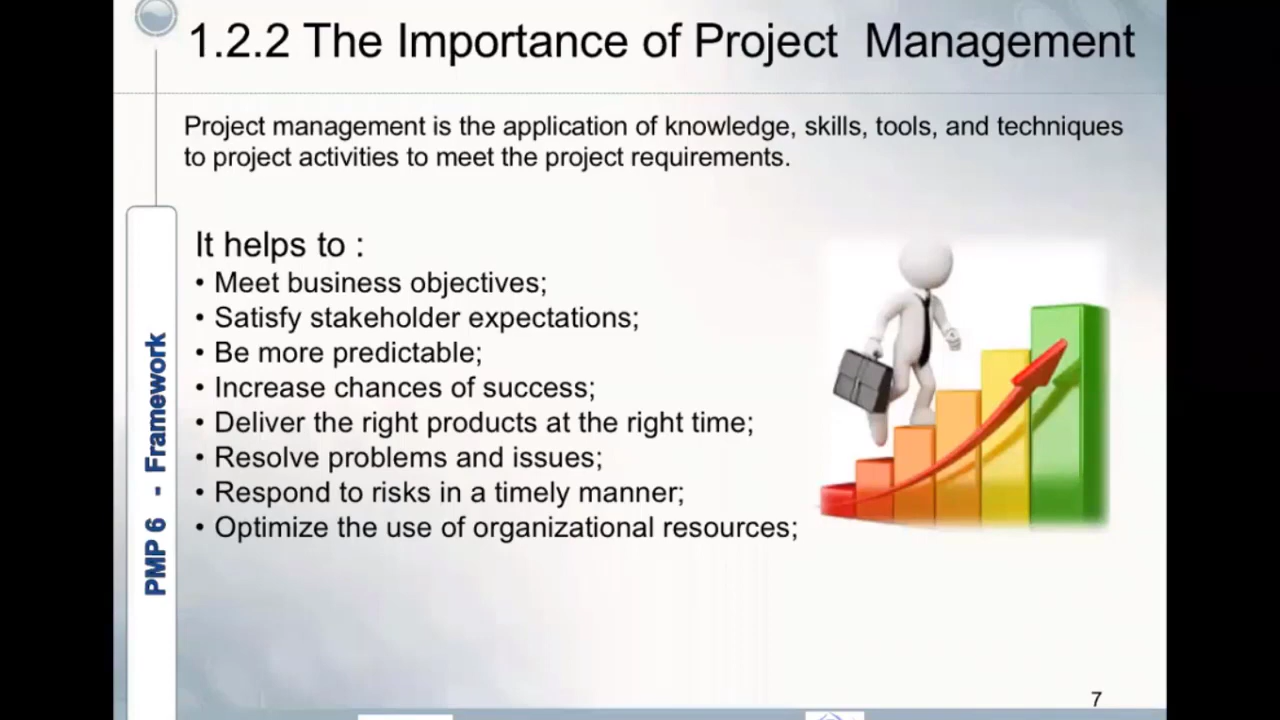 1.2.2 The Importance of Project Management
Project management is the application of knowledge, skills, tools, and techniques
to project activities to meet the project requirements.
It helps to :
• Meet business objectives;
• Satisfy stakeholder expectations;
• Be more predictable;
• Increase chances of success;
• Deliver the right products at the right time;
• Resolve problems and issues;
• Respond to risks in a timely manner;
• Optimize the use of organizational resources;
PMP 6 - Framework
7